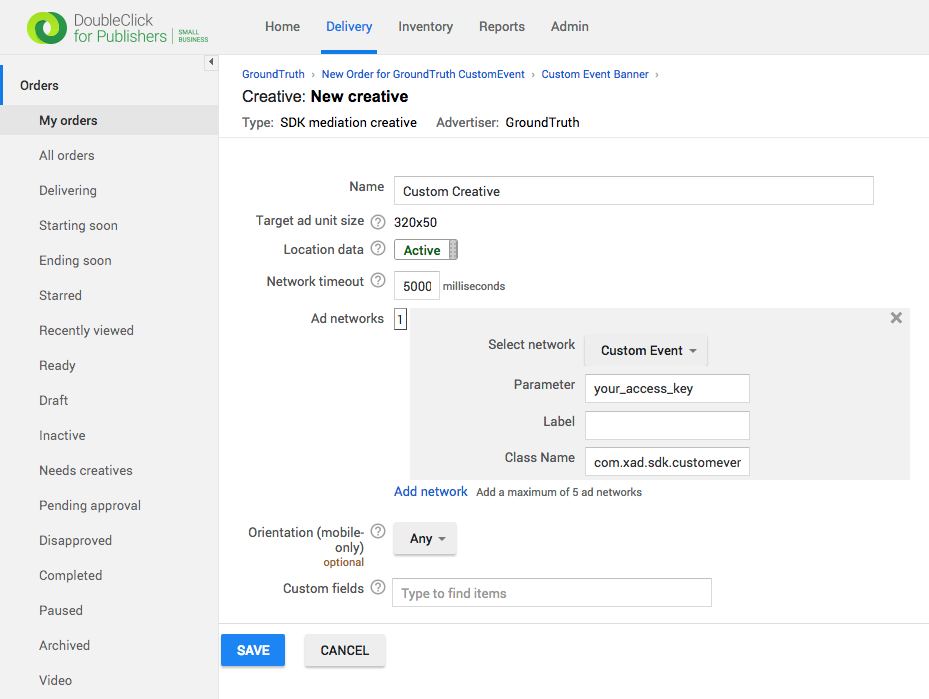 DoubleClick
for Publishers
SMALL
BUSINESS
Home Delivery Inventory Reports Admin
Orders
My orders
All orders
Delivering
Starting soon
Ending soon
Starred
Recently viewed
Ready
Draft
Inactive
Needs creatives
Pending approval
Disapproved
Completed
Paused
Archived
Video
GroundTruth › New Order for GroundTruth CustomEvent › Custom Event Banner ›
Creative: New creative
Type: SDK mediation creative Advertiser: GroundTruth
Name Custom Creative
Target ad unit size ? 320x50
Location data ? Active
Network timeout ? 5000 milliseconds
Ad networks 1
Select network Custom Event
Parameter your_access_key
Label
Class Name com.xad.sdk.customever
Add network Add a maximum of 5 ad networks
Orientation (mobile-
only) ? Any
optional
Custom fields ? Type to find items
SAVE CANCEL